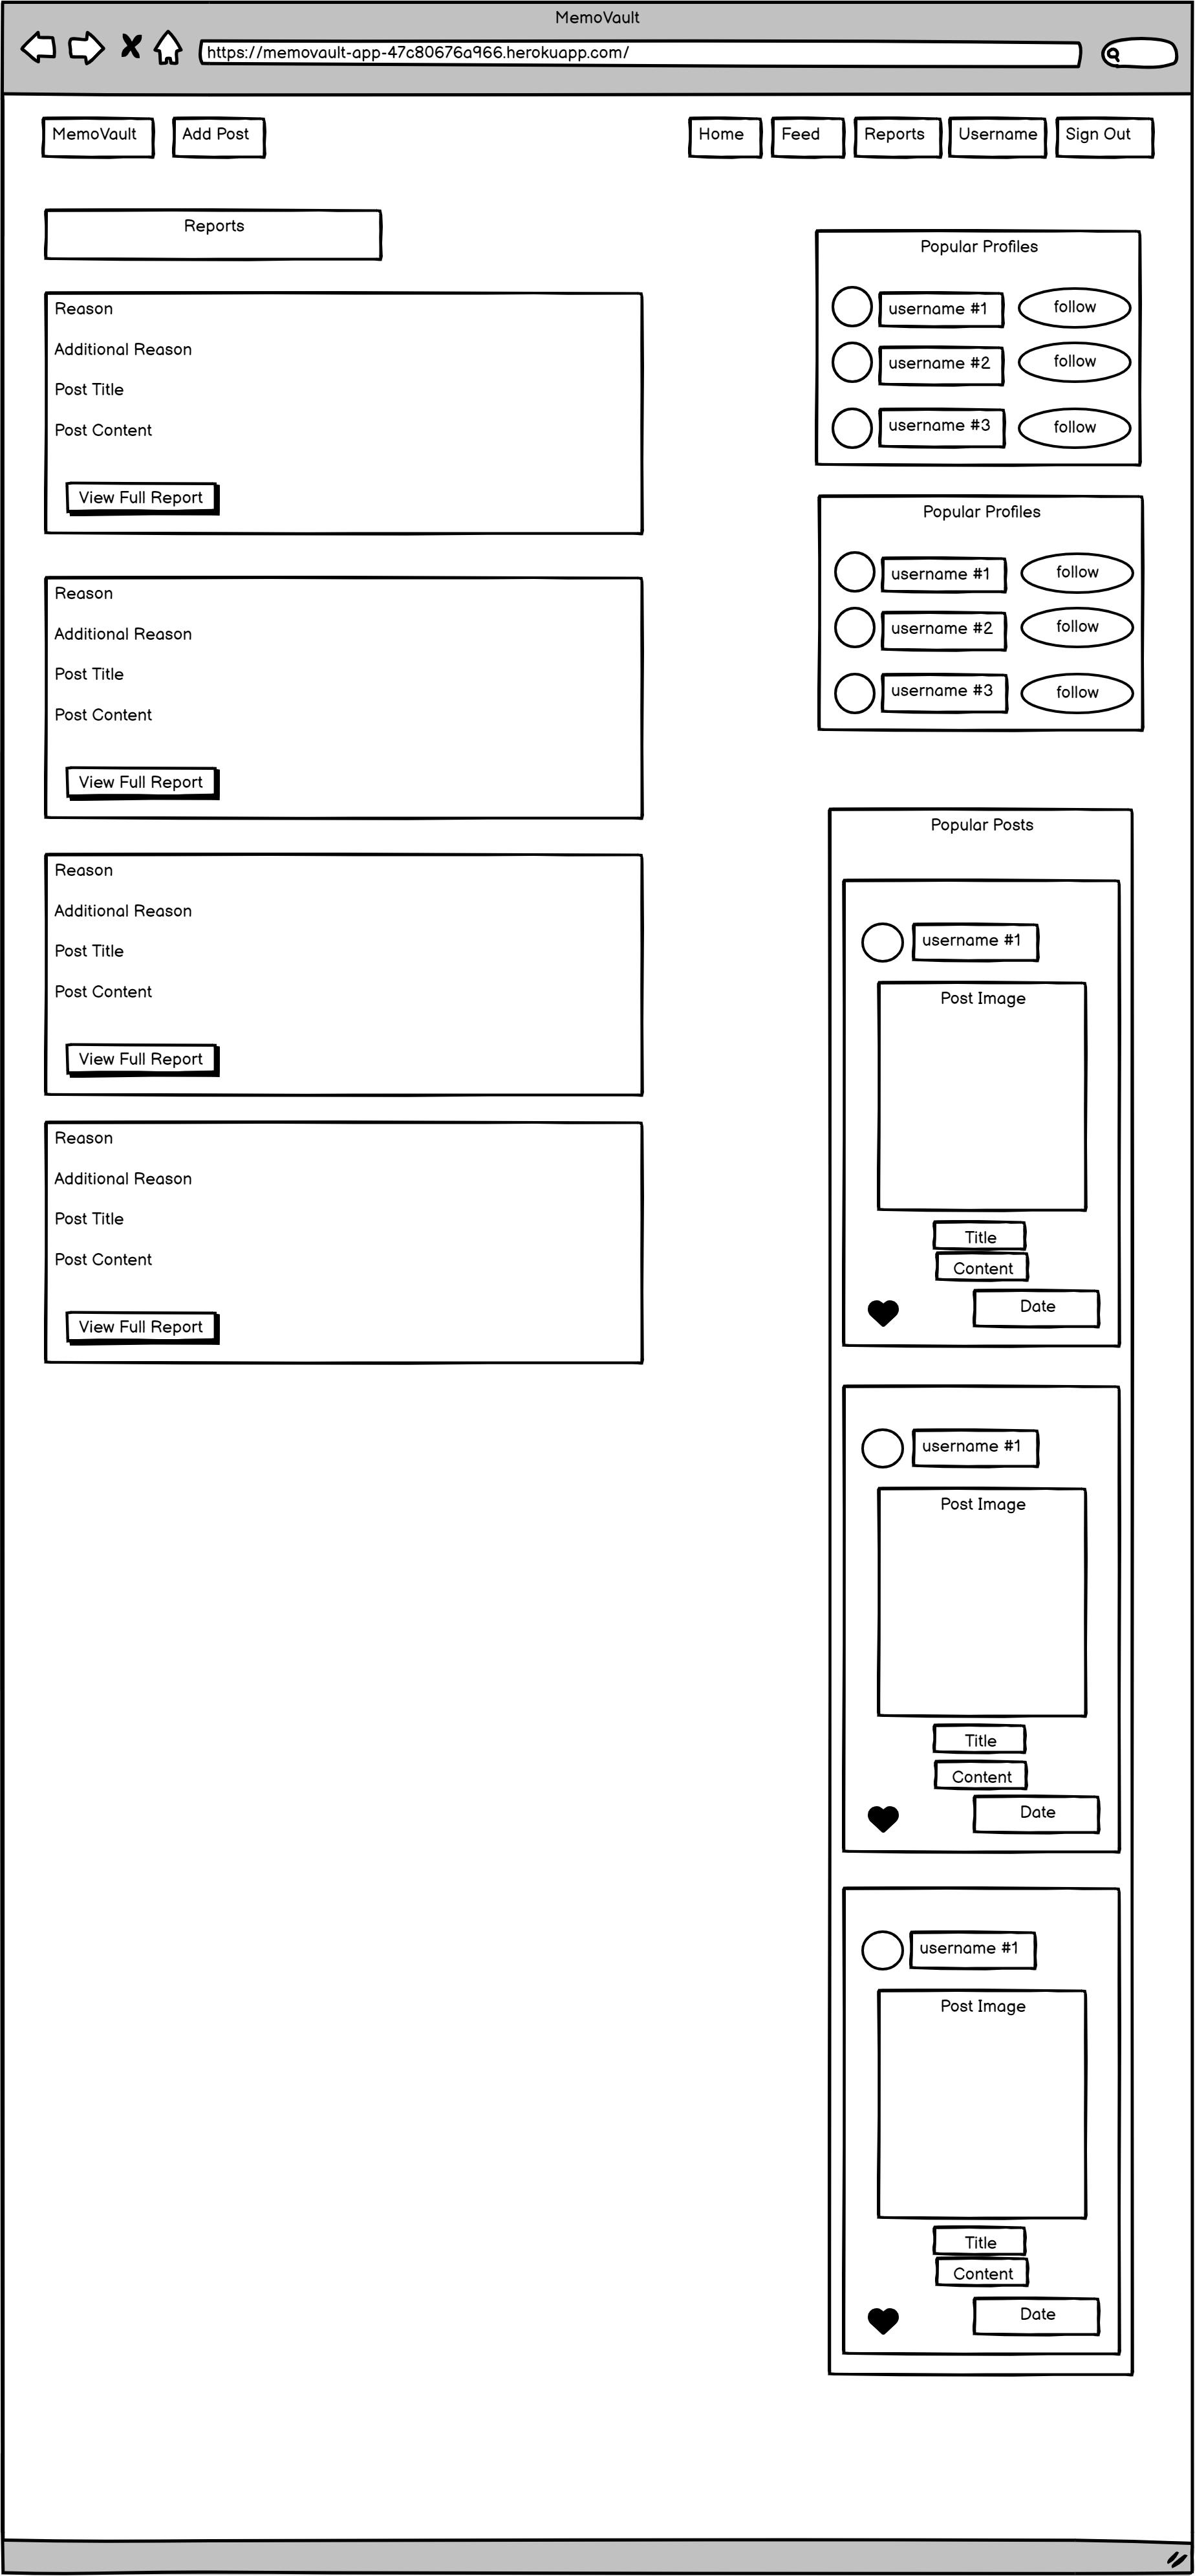 MemoVault
https://memovault-app-47c80676a966.herokuapp.com/
MemoVault
Add Post
Home
Feed
Reports
Username
Sign Out
Reports
Reason
Additional Reason
Post Title
Post Content
View Full Report
Reason
Additional Reason
Post Title
Post Content
View Full Report
Reason
Additional Reason
Post Title
Post Content
View Full Report
Reason
Additional Reason
Post Title
Post Content
View Full Report
Popular Profiles
username #1
follow
username #2
follow
username #3
follow
Popular Profiles
username #1
follow
username #2
follow
username #3
follow
Popular Posts
username #1
Post Image
Title
Content
Date
username #1
Post Image
Title
Content
Date
username #1
Post Image
Title
Content
Date